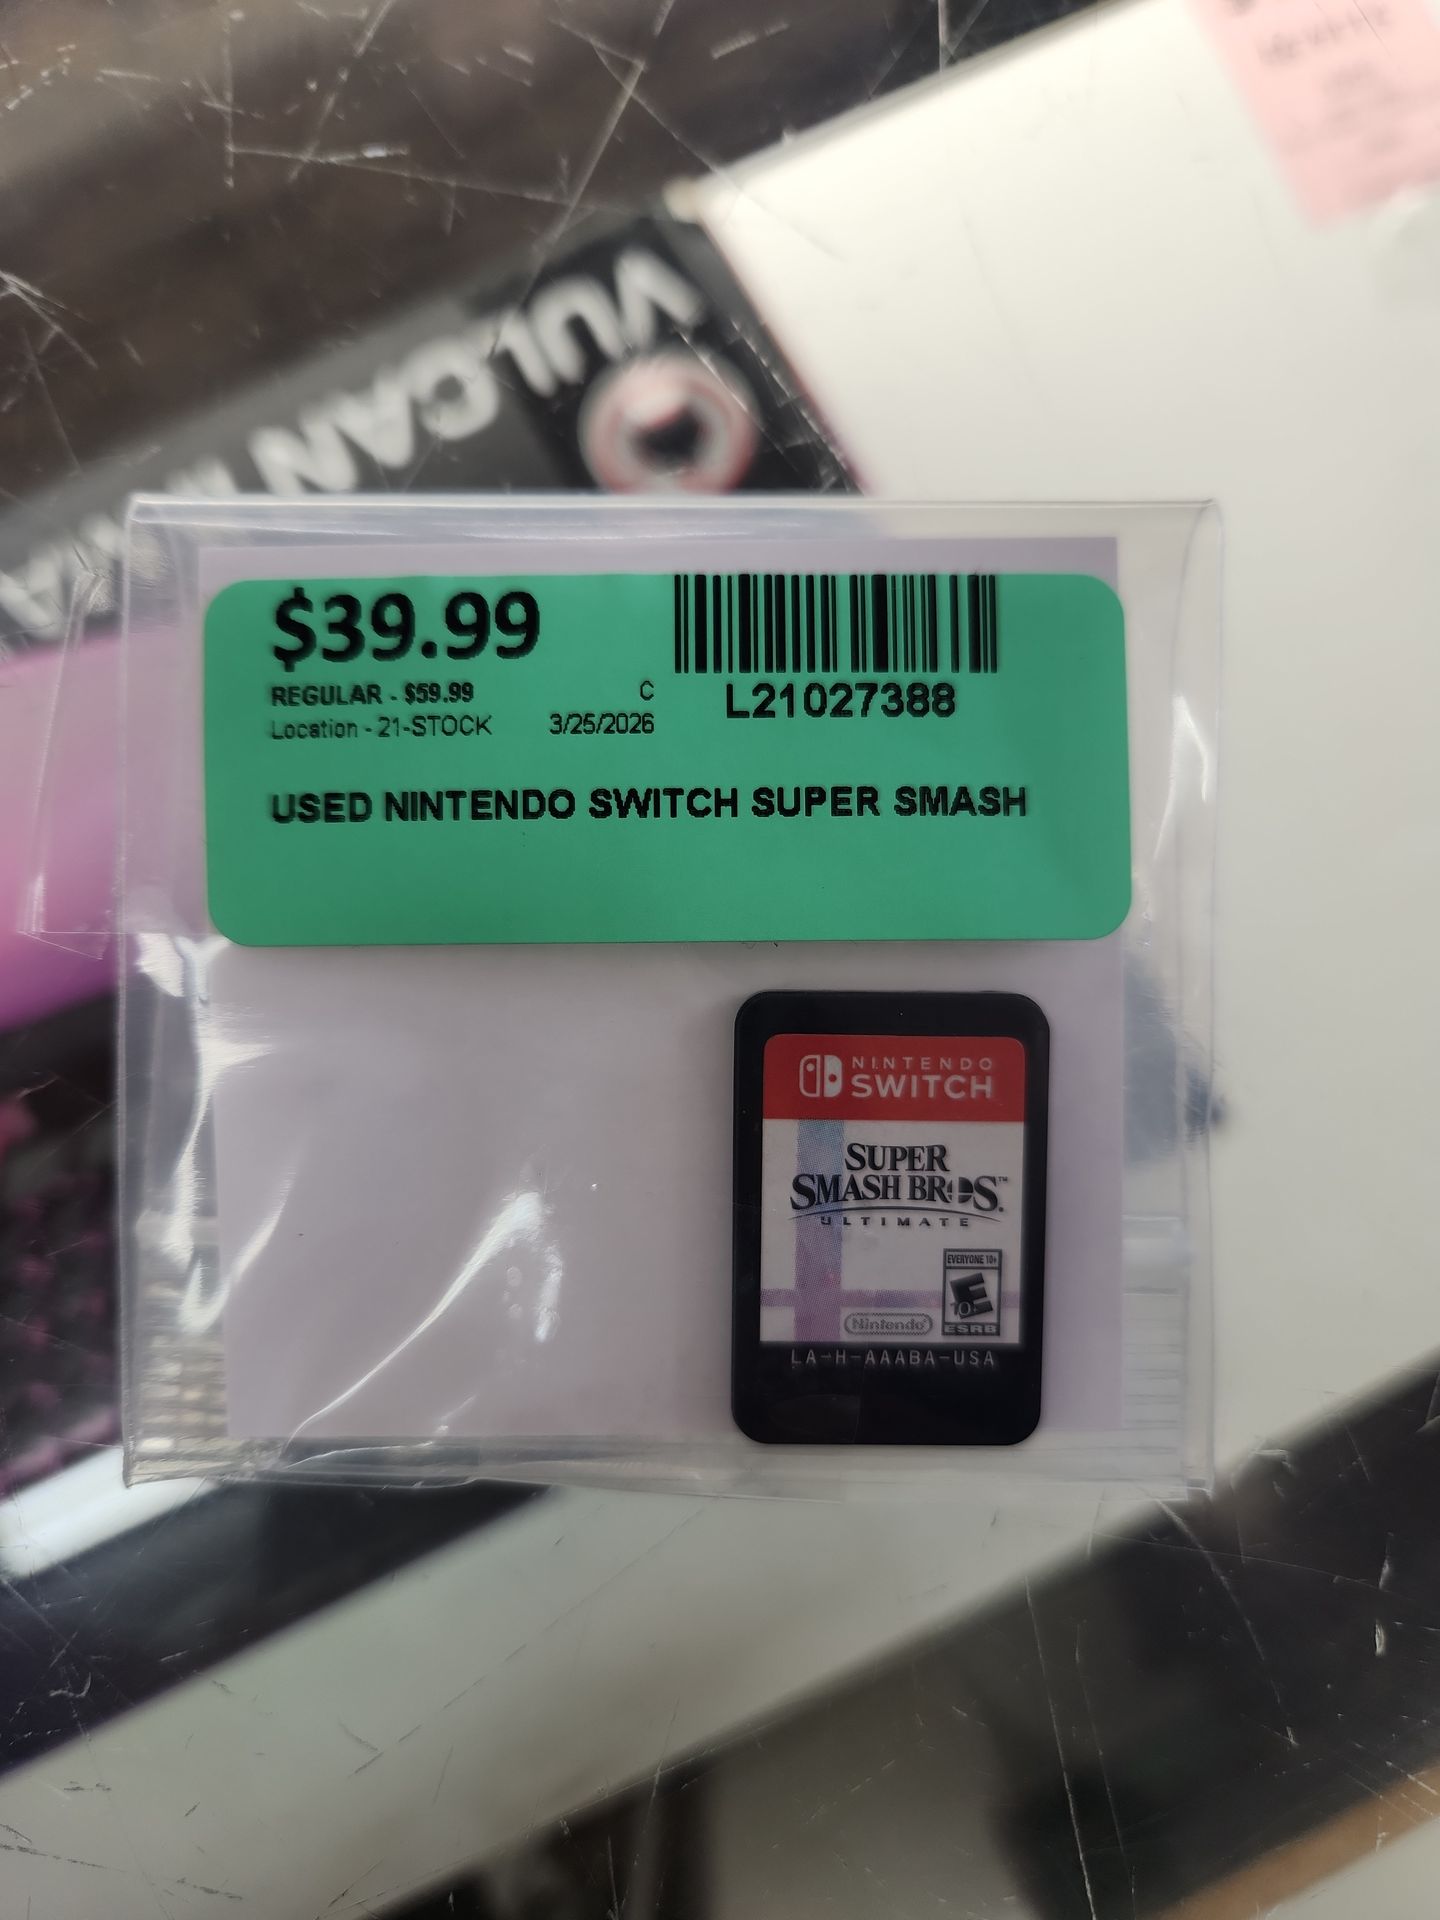 VULCAN
$39.99
REGULAR - $59.99
C
Location - 21-STOCK
3/25/2026
L21027388
USED NINTENDO SWITCH SUPER SMASH
NINTENDO
SWITCH
SUPER
SMASH BROS.™
ULTIMATE
EVERYONE 10+
E
10+
ESRB
Nintendo
LA-H-AAABA-USA